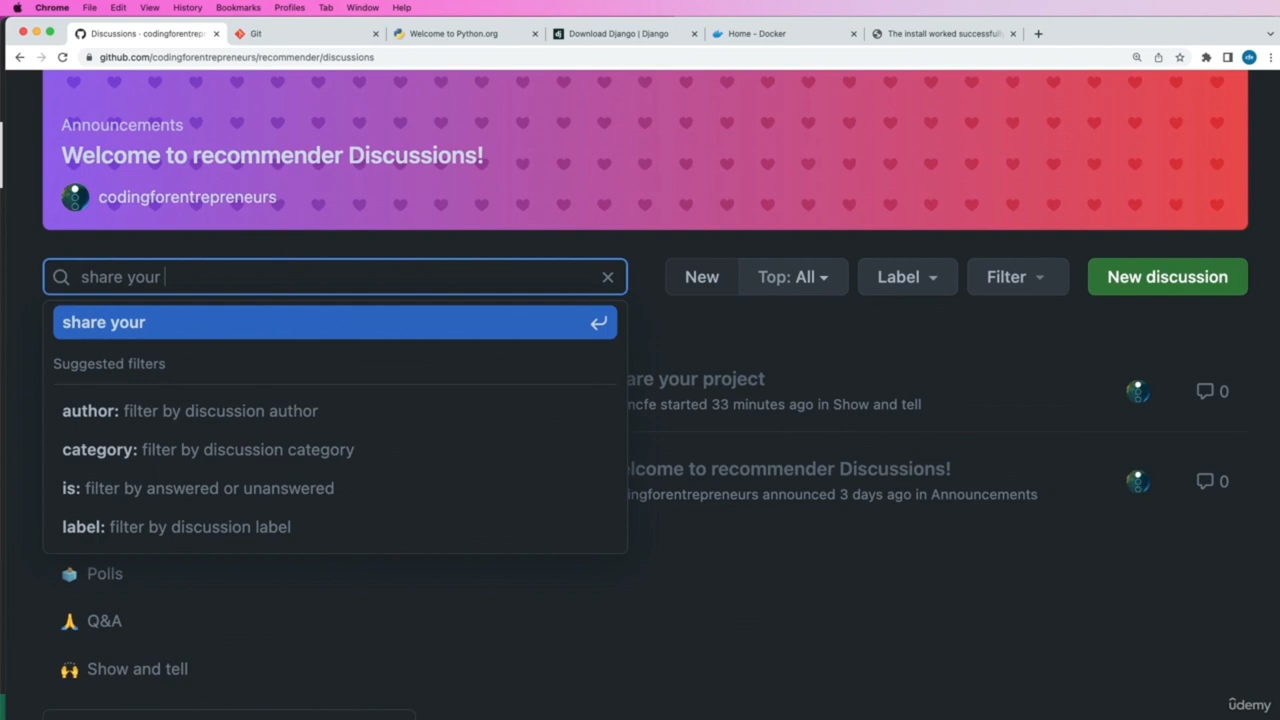 Chrome File Edit View History Bookmarks Profiles Tab Window Help
Discussions · codingforentrepr Git Welcome to Python.org Download Django | Django Home - Docker The install worked successfully
github.com/codingforentrepreneurs/recommender/discussions
Announcements
Welcome to recommender Discussions!
codingforentrepreneurs
share your
New Top: All Label Filter New discussion
share your
Suggested filters
author: filter by discussion author
category: filter by discussion category
is: filter by answered or unanswered
label: filter by discussion label
are your project
ncfe started 33 minutes ago in Show and tell
0
lcome to recommender Discussions!
ingforentrepreneurs announced 3 days ago in Announcements
0
Polls
Q&A
Show and tell
ûdemy